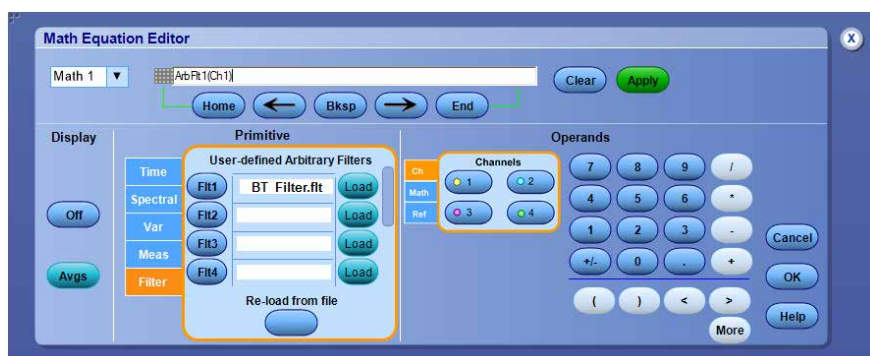 Math Equation Editor
X
Math 1 ▼ ArbFlt1(Ch1) Clear Apply
Home ← Bksp → End
Display
Off
Avgs
Primitive
Time
Spectral
Var
Meas
Filter
User-defined Arbitrary Filters
Flt1 BT_Filter.flt Load
Flt2 Load
Flt3 Load
Flt4 Load
Re-load from file
Operands
Ch
Math
Ref
Channels
1 2
3 4
7 8 9 /
4 5 6 *
1 2 3 -
+/- 0 . +
( ) < >
More
Cancel
OK
Help